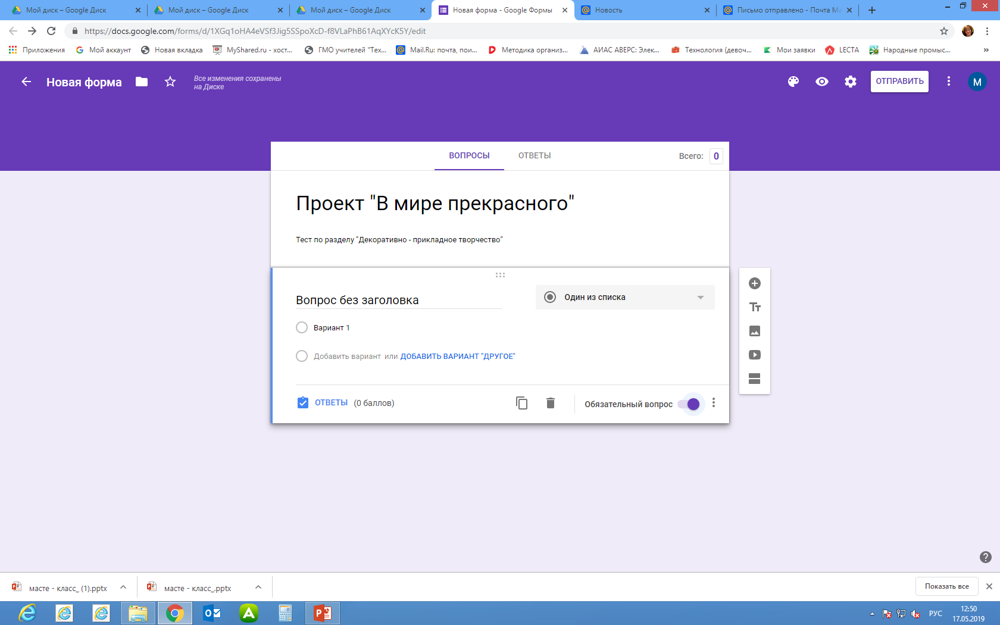 Мой диск – Google Диск
Мой диск – Google Диск
Мой диск – Google Диск
Новая форма - Google Формы
Новость
Письмо отправлено - Почта Ma
https://docs.google.com/forms/d/1XGq1oHA4eVSf3Jig5SSpoXcD-f8VLaPhB61AqXYcK5Y/edit
Приложения
Мой аккаунт
Новая вкладка
MyShared.ru - хост...
ГМО учителей "Тех...
Mail.Ru: почта, пои...
Методика организ...
АИАС АВЕРС: Элек...
Технология (девоч...
Мои заявки
LECTA
Народные промыс...
»
Новая форма
Все изменения сохранены
на Диске
ОТПРАВИТЬ
M
ВОПРОСЫ
ОТВЕТЫ
Всего: 0
Проект "В мире прекрасного"
Тест по разделу "Декоративно - прикладное творчество"
Вопрос без заголовка
Один из списка
Вариант 1
Добавить вариант или ДОБАВИТЬ ВАРИАНТ "ДРУГОЕ"
ОТВЕТЫ (0 баллов)
Обязательный вопрос
масте - класс_ (1).pptx
масте - класс_.pptx
Показать все
РУС
12:50
17.05.2019